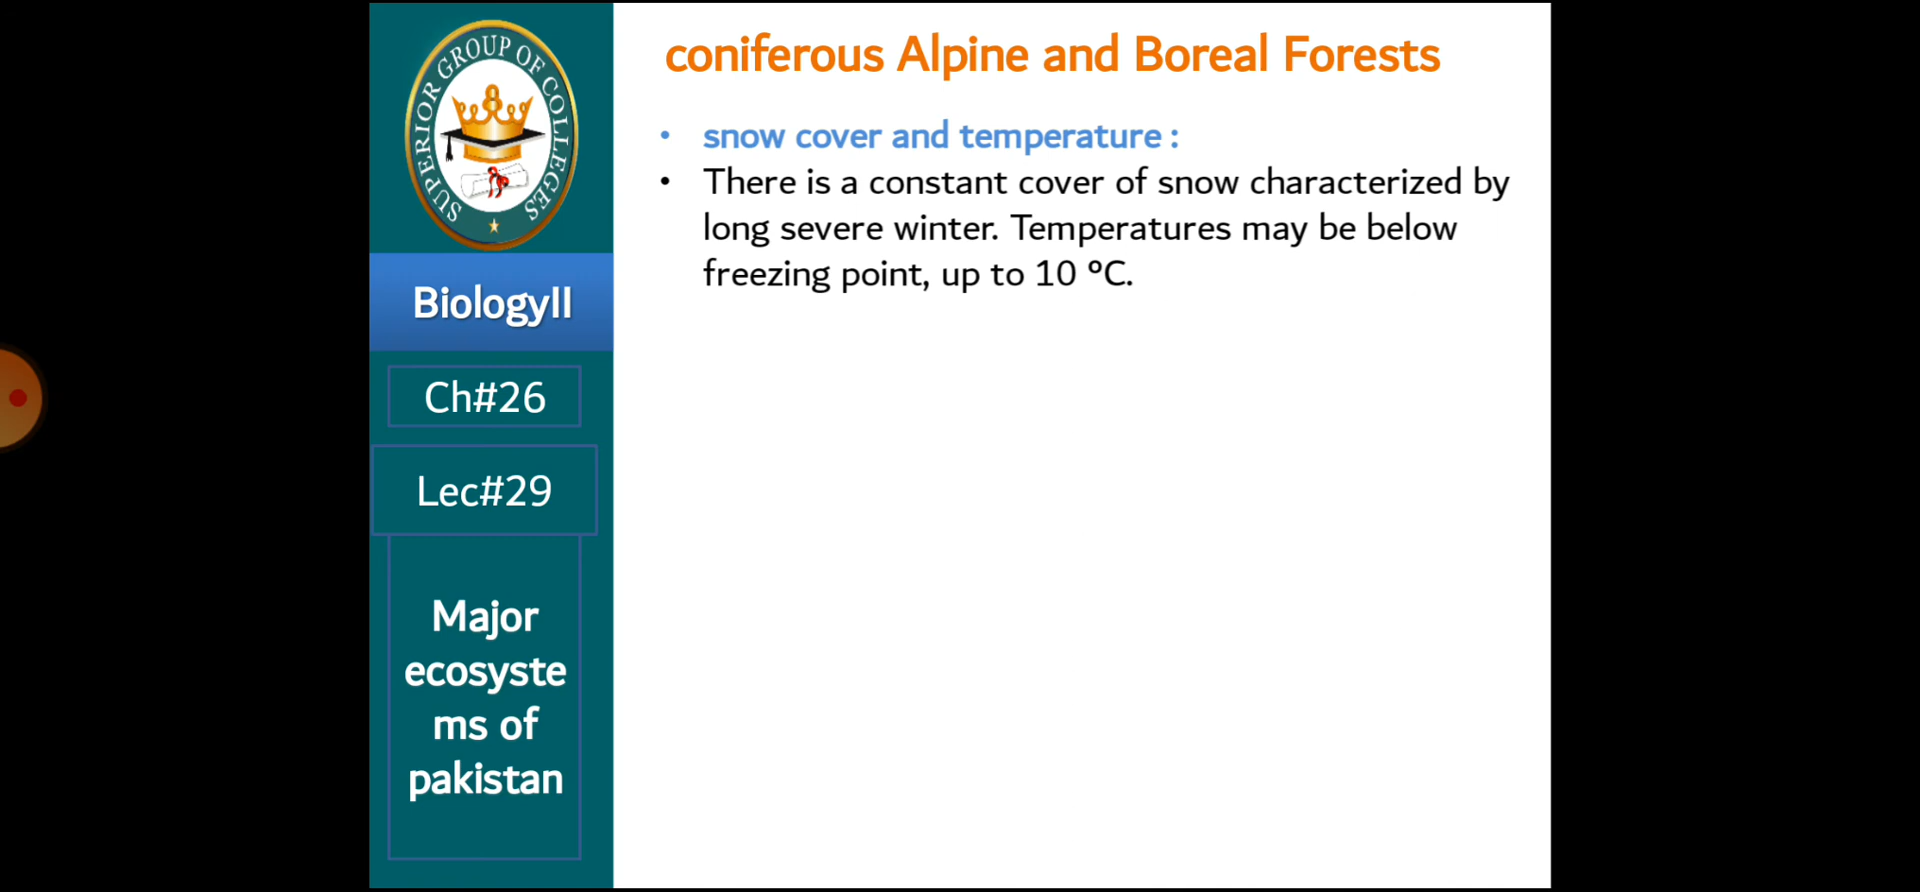 SUPERIOR GROUP OF COLLEGES
BiologyII
Ch#26
Lec#29
Major
ecosyste
ms of
pakistan
coniferous Alpine and Boreal Forests
• snow cover and temperature :
• There is a constant cover of snow characterized by
long severe winter. Temperatures may be below
freezing point, up to 10 ºC.